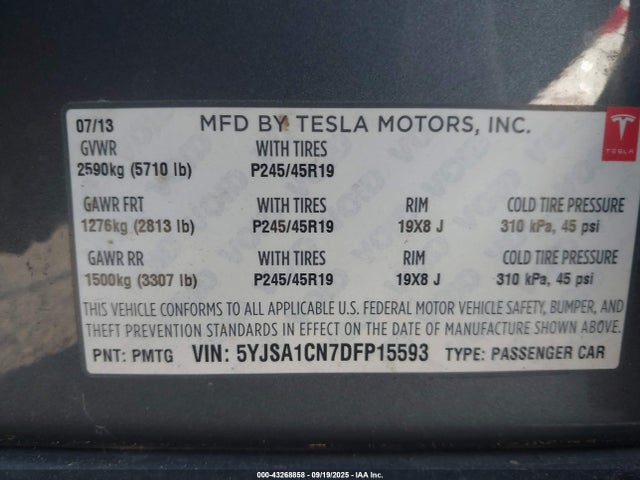 07/13 MFD BY TESLA MOTORS, INC.
TESLA
GVWR WITH TIRES
2590kg (5710 lb) P245/45R19
GAWR FRT WITH TIRES RIM COLD TIRE PRESSURE
1276kg (2813 lb) P245/45R19 19X8 J 310 kPa, 45 psi
GAWR RR WITH TIRES RIM COLD TIRE PRESSURE
1500kg (3307 lb) P245/45R19 19X8 J 310 kPa, 45 psi
THIS VEHICLE CONFORMS TO ALL APPLICABLE U.S. FEDERAL MOTOR VEHICLE SAFETY, BUMPER, AND
THEFT PREVENTION STANDARDS IN EFFECT ON THE DATE OF MANUFACTURE SHOWN ABOVE.
PNT: PMTG VIN: 5YJSA1CN7DFP15593 TYPE: PASSENGER CAR
000-43268858 - 09/19/2025 - IAA Inc.